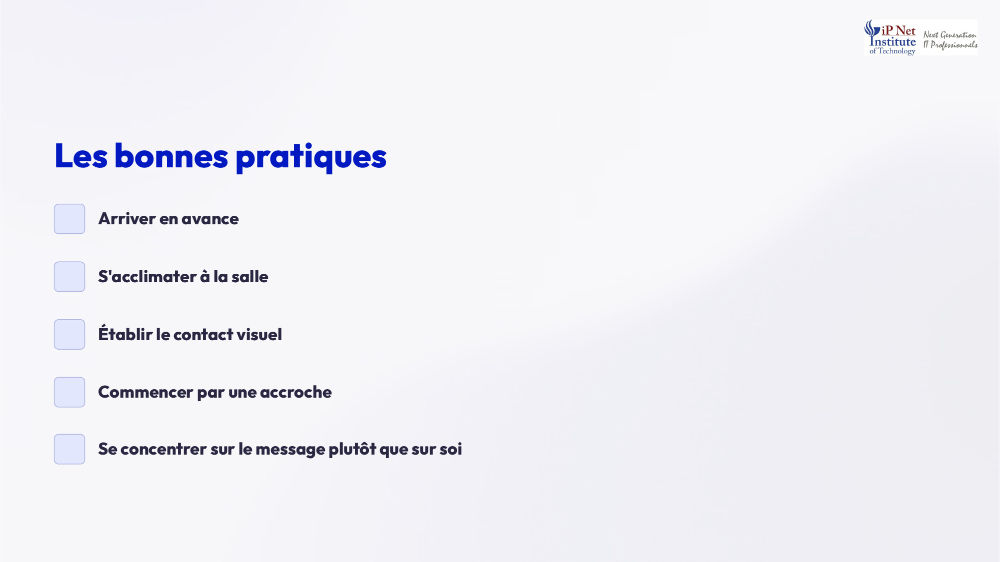 iP Net
Institute
of Technology
Next Generation
IT Professionnels
Les bonnes pratiques
Arriver en avance
S'acclimater à la salle
Établir le contact visuel
Commencer par une accroche
Se concentrer sur le message plutôt que sur soi